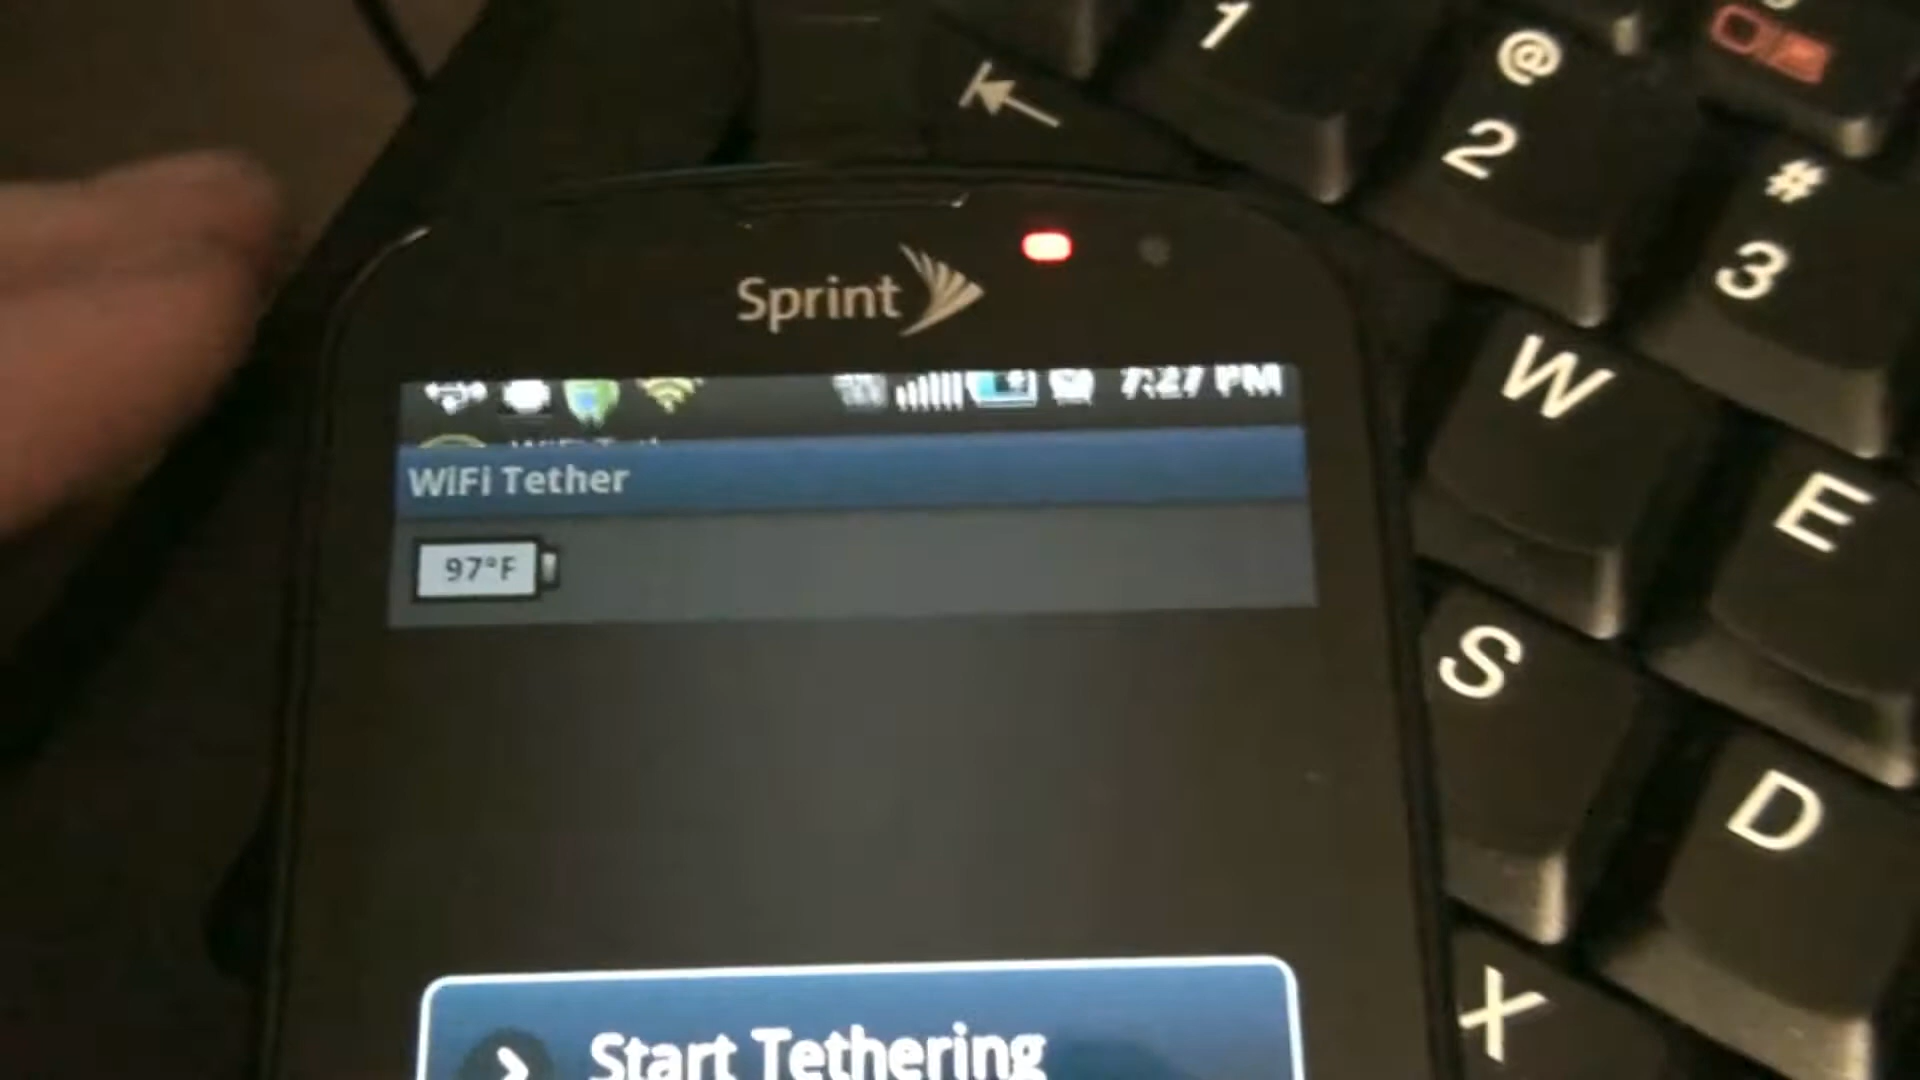 1
@
2
#
3
Sprint
7:27 PM
WiFi Tether
97°F
W
E
S
D
X
Start Tethering